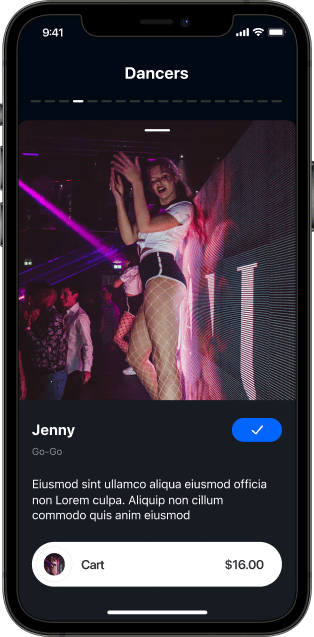 9:41
Dancers
Jenny
Go-Go
Eiusmod sint ullamco aliqua eiusmod officia
non Lorem culpa. Aliquip non cillum
commodo quis anim eiusmod
Cart $16.00